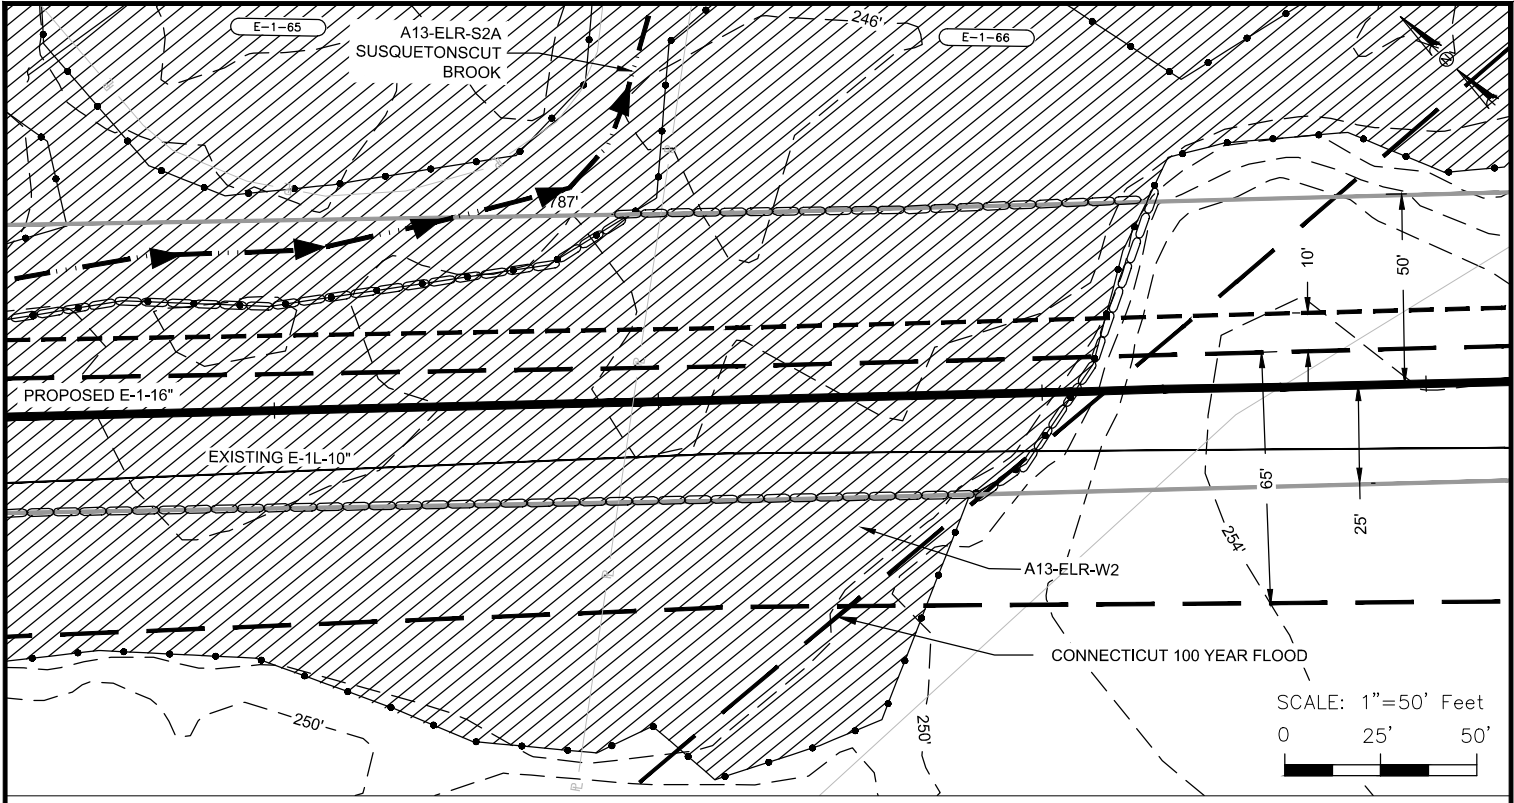 E-1-65
A13-ELR-S2A
SUSQUETONSCUT
BROOK
246'
E-1-66
N
787'
10'
50'
PROPOSED E-1-16"
EXISTING E-1L-10"
65'
25'
254'
A13-ELR-W2
CONNECTICUT 100 YEAR FLOOD
250'
250'
SCALE: 1"=50' Feet
0 25' 50'